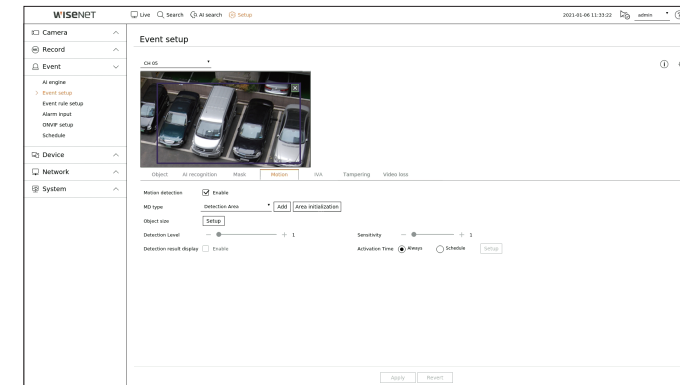 WISENET
Live Search AI search Setup 2021-01-06 11:33:22 admin ?
Camera
Record
Event
AI engine
> Event setup
Event rule setup
Alarm input
ONVIF setup
Schedule
Device
Network
System
Event setup
CH 05
Object AI recognition Mask Motion IVA Tampering Video loss
Motion detection Enable
MD type Detection Area Add Area initialization
Object size Setup
Detection Level − + 1 Sensitivity − + 1
Detection result display Enable Activation Time Always Schedule Setup
Apply Revert